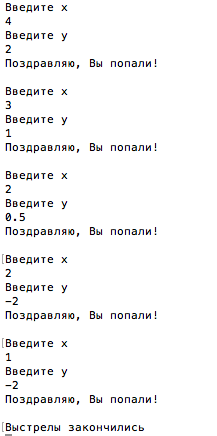 Введите x
4
Введите y
2
Поздравляю, Вы попали!
Введите x
3
Введите y
1
Поздравляю, Вы попали!
Введите x
2
Введите y
0.5
Поздравляю, Вы попали!
Введите x
2
Введите y
-2
Поздравляю, Вы попали!
Введите x
1
Введите y
-2
Поздравляю, Вы попали!
Выстрелы закончились